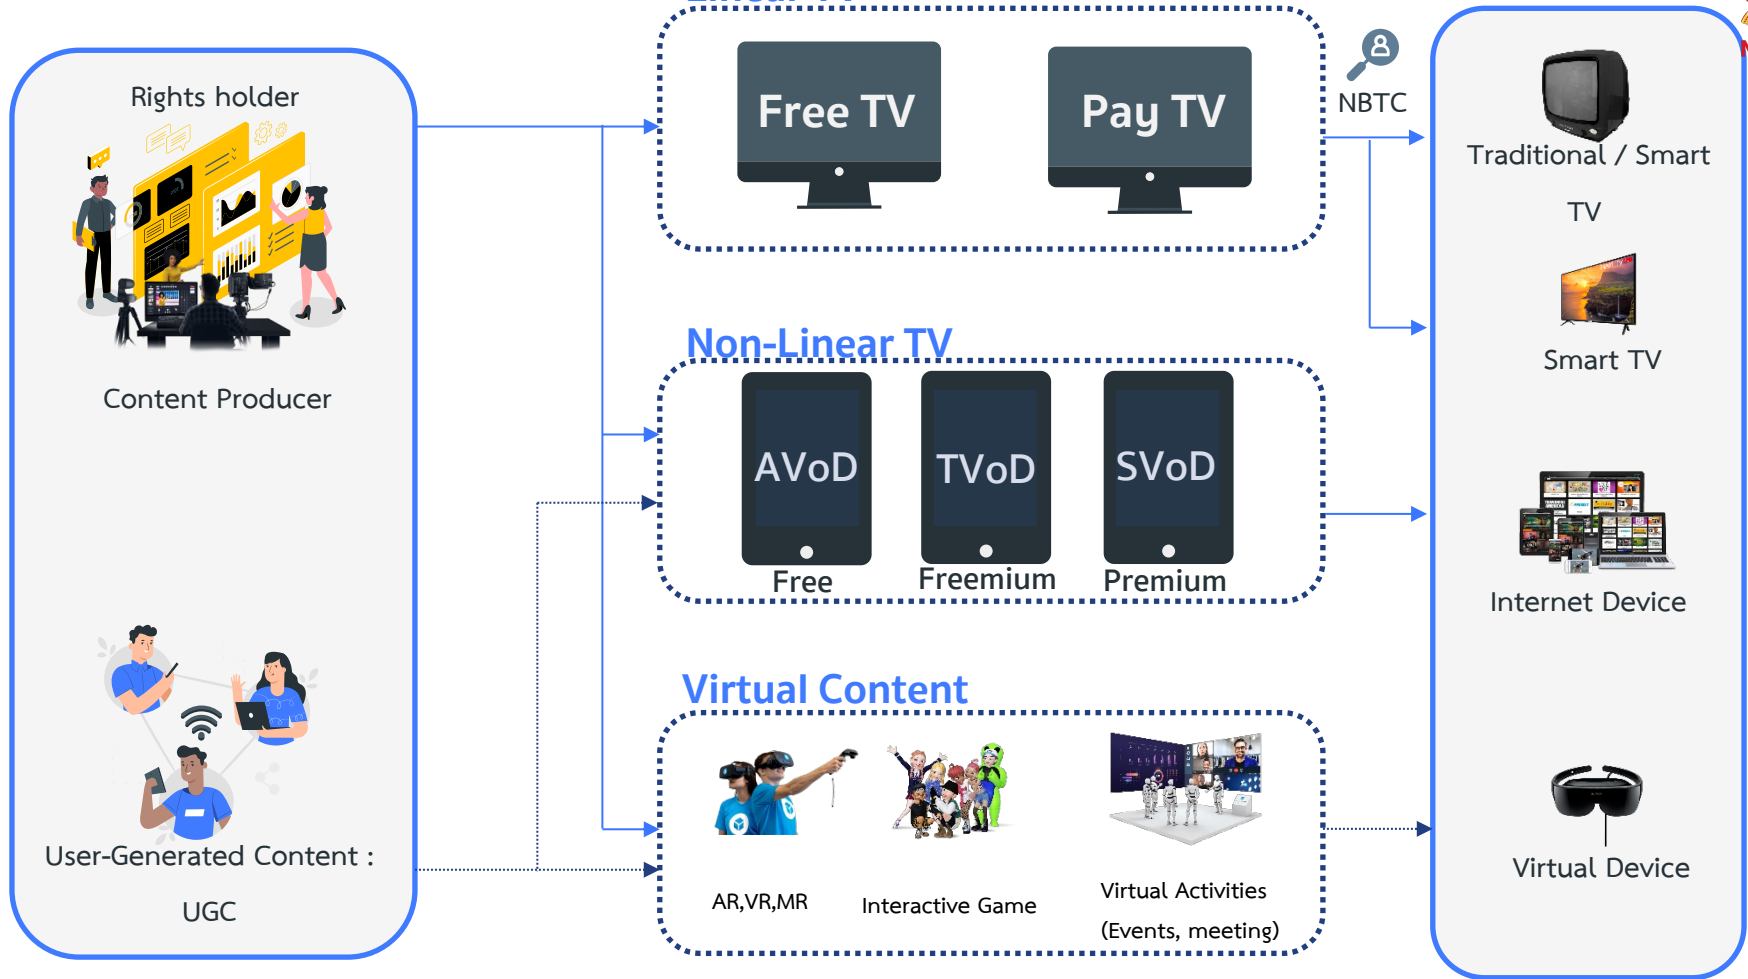 Rights holder
Content Producer
User-Generated Content :
UGC
Free TV
Pay TV
Non-Linear TV
AVoD
TVoD
SVoD
Free
Freemium
Premium
Virtual Content
AR,VR,MR
Interactive Game
Virtual Activities
(Events, meeting)
NBTC
Traditional / Smart
TV
Smart TV
Internet Device
Virtual Device